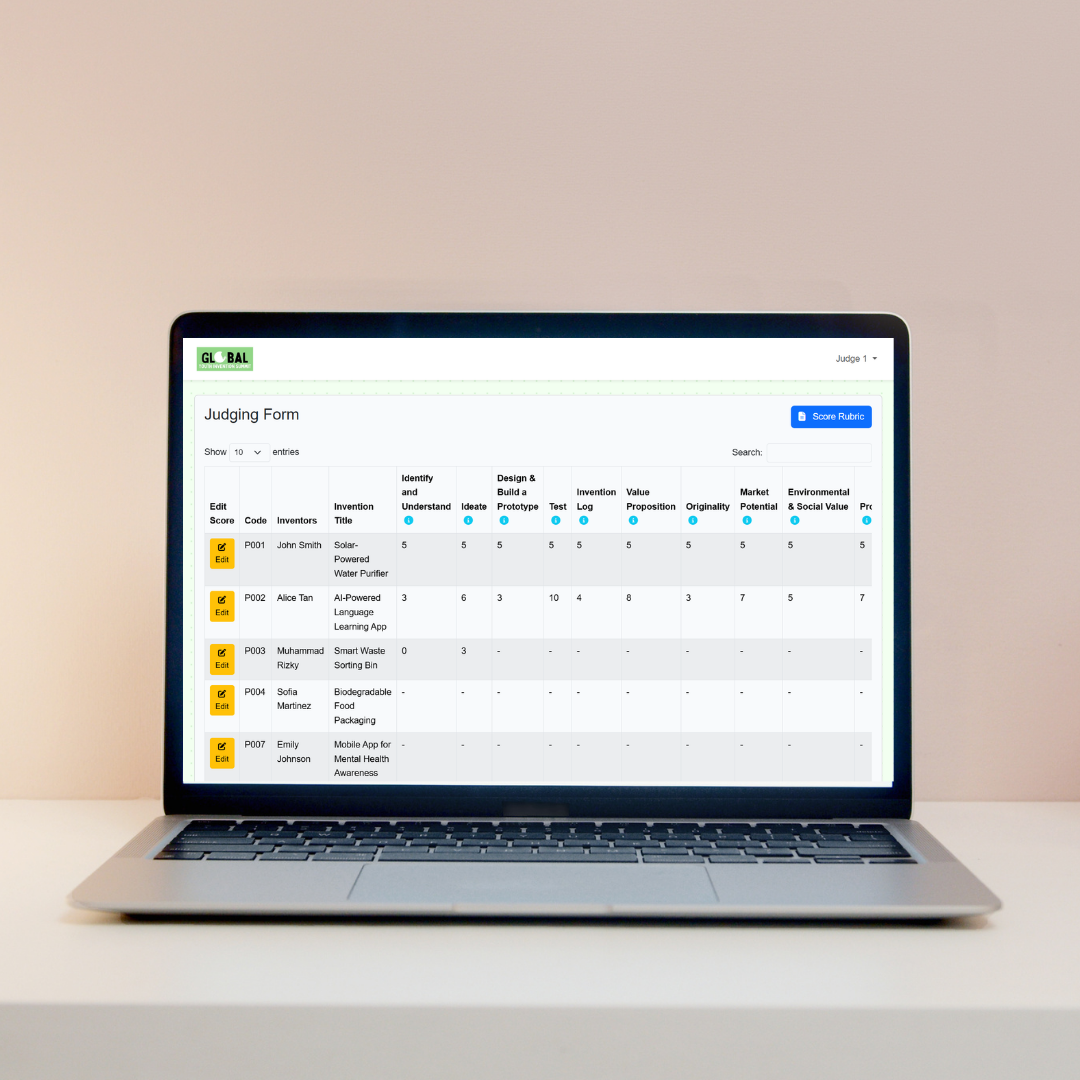 GLOBAL
Judge 1
Judging Form
Score Rubric
Show 10 entries
Search:
Edit Score
Code
Inventors
Invention Title
Identify and Understand
Ideate
Design & Build a Prototype
Test
Invention Log
Value Proposition
Originality
Market Potential
Environmental & Social Value
Edit P001 John Smith Solar-Powered Water Purifier 5 5 5 5 5 5 5 5 5 5
Edit P002 Alice Tan AI-Powered Language Learning App 3 6 3 10 4 8 3 7 5 7
Edit P003 Muhammad Rizky Smart Waste Sorting Bin 0 3 - - - - - - - -
Edit P004 Sofia Martinez Biodegradable Food Packaging - - - - - - - - - -
Edit P007 Emily Johnson Mobile App for Mental Health Awareness - - - - - - - - - -